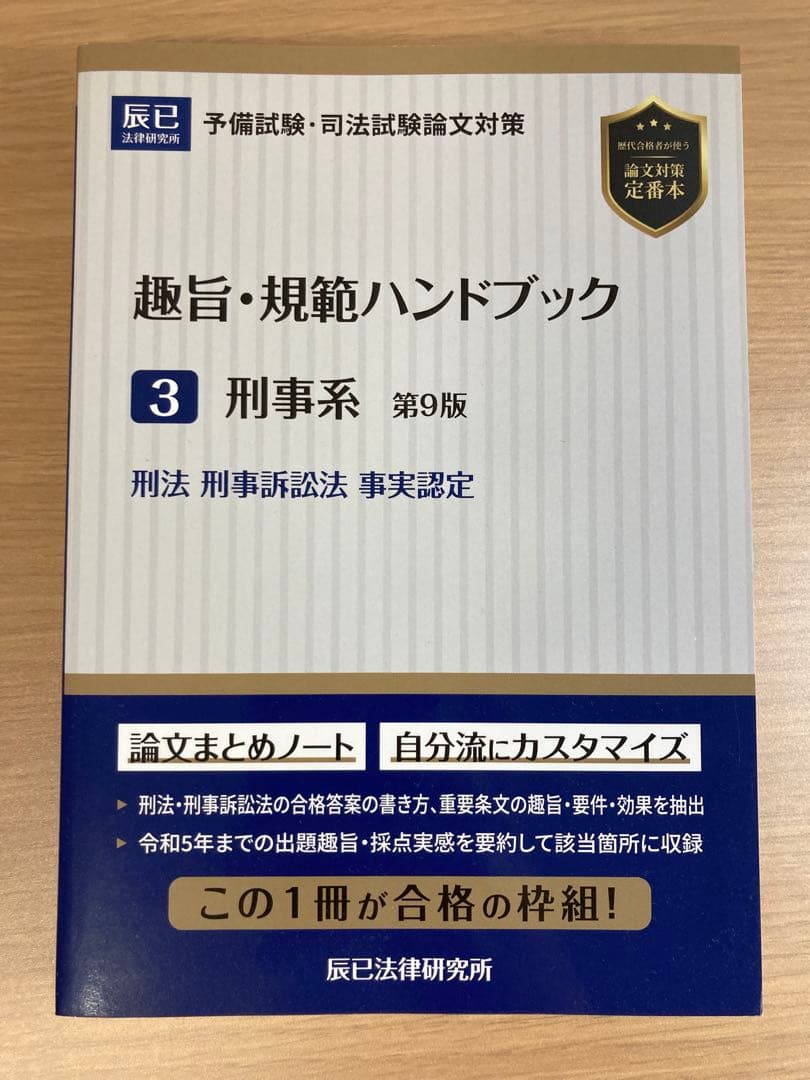 辰已
法律研究所
予備試験・司法試験論文対策
歴代合格者が使う
論文対策
定番本
趣旨・規範ハンドブック
3 刑事系 第9版
刑法 刑事訴訟法 事実認定
論文まとめノート 自分流にカスタマイズ
▶ 刑法・刑事訴訟法の合格答案の書き方、重要条文の趣旨・要件・効果を抽出
▶ 令和5年までの出題趣旨・採点実感を要約して該当箇所に収録
この1冊が合格の枠組!
辰已法律研究所